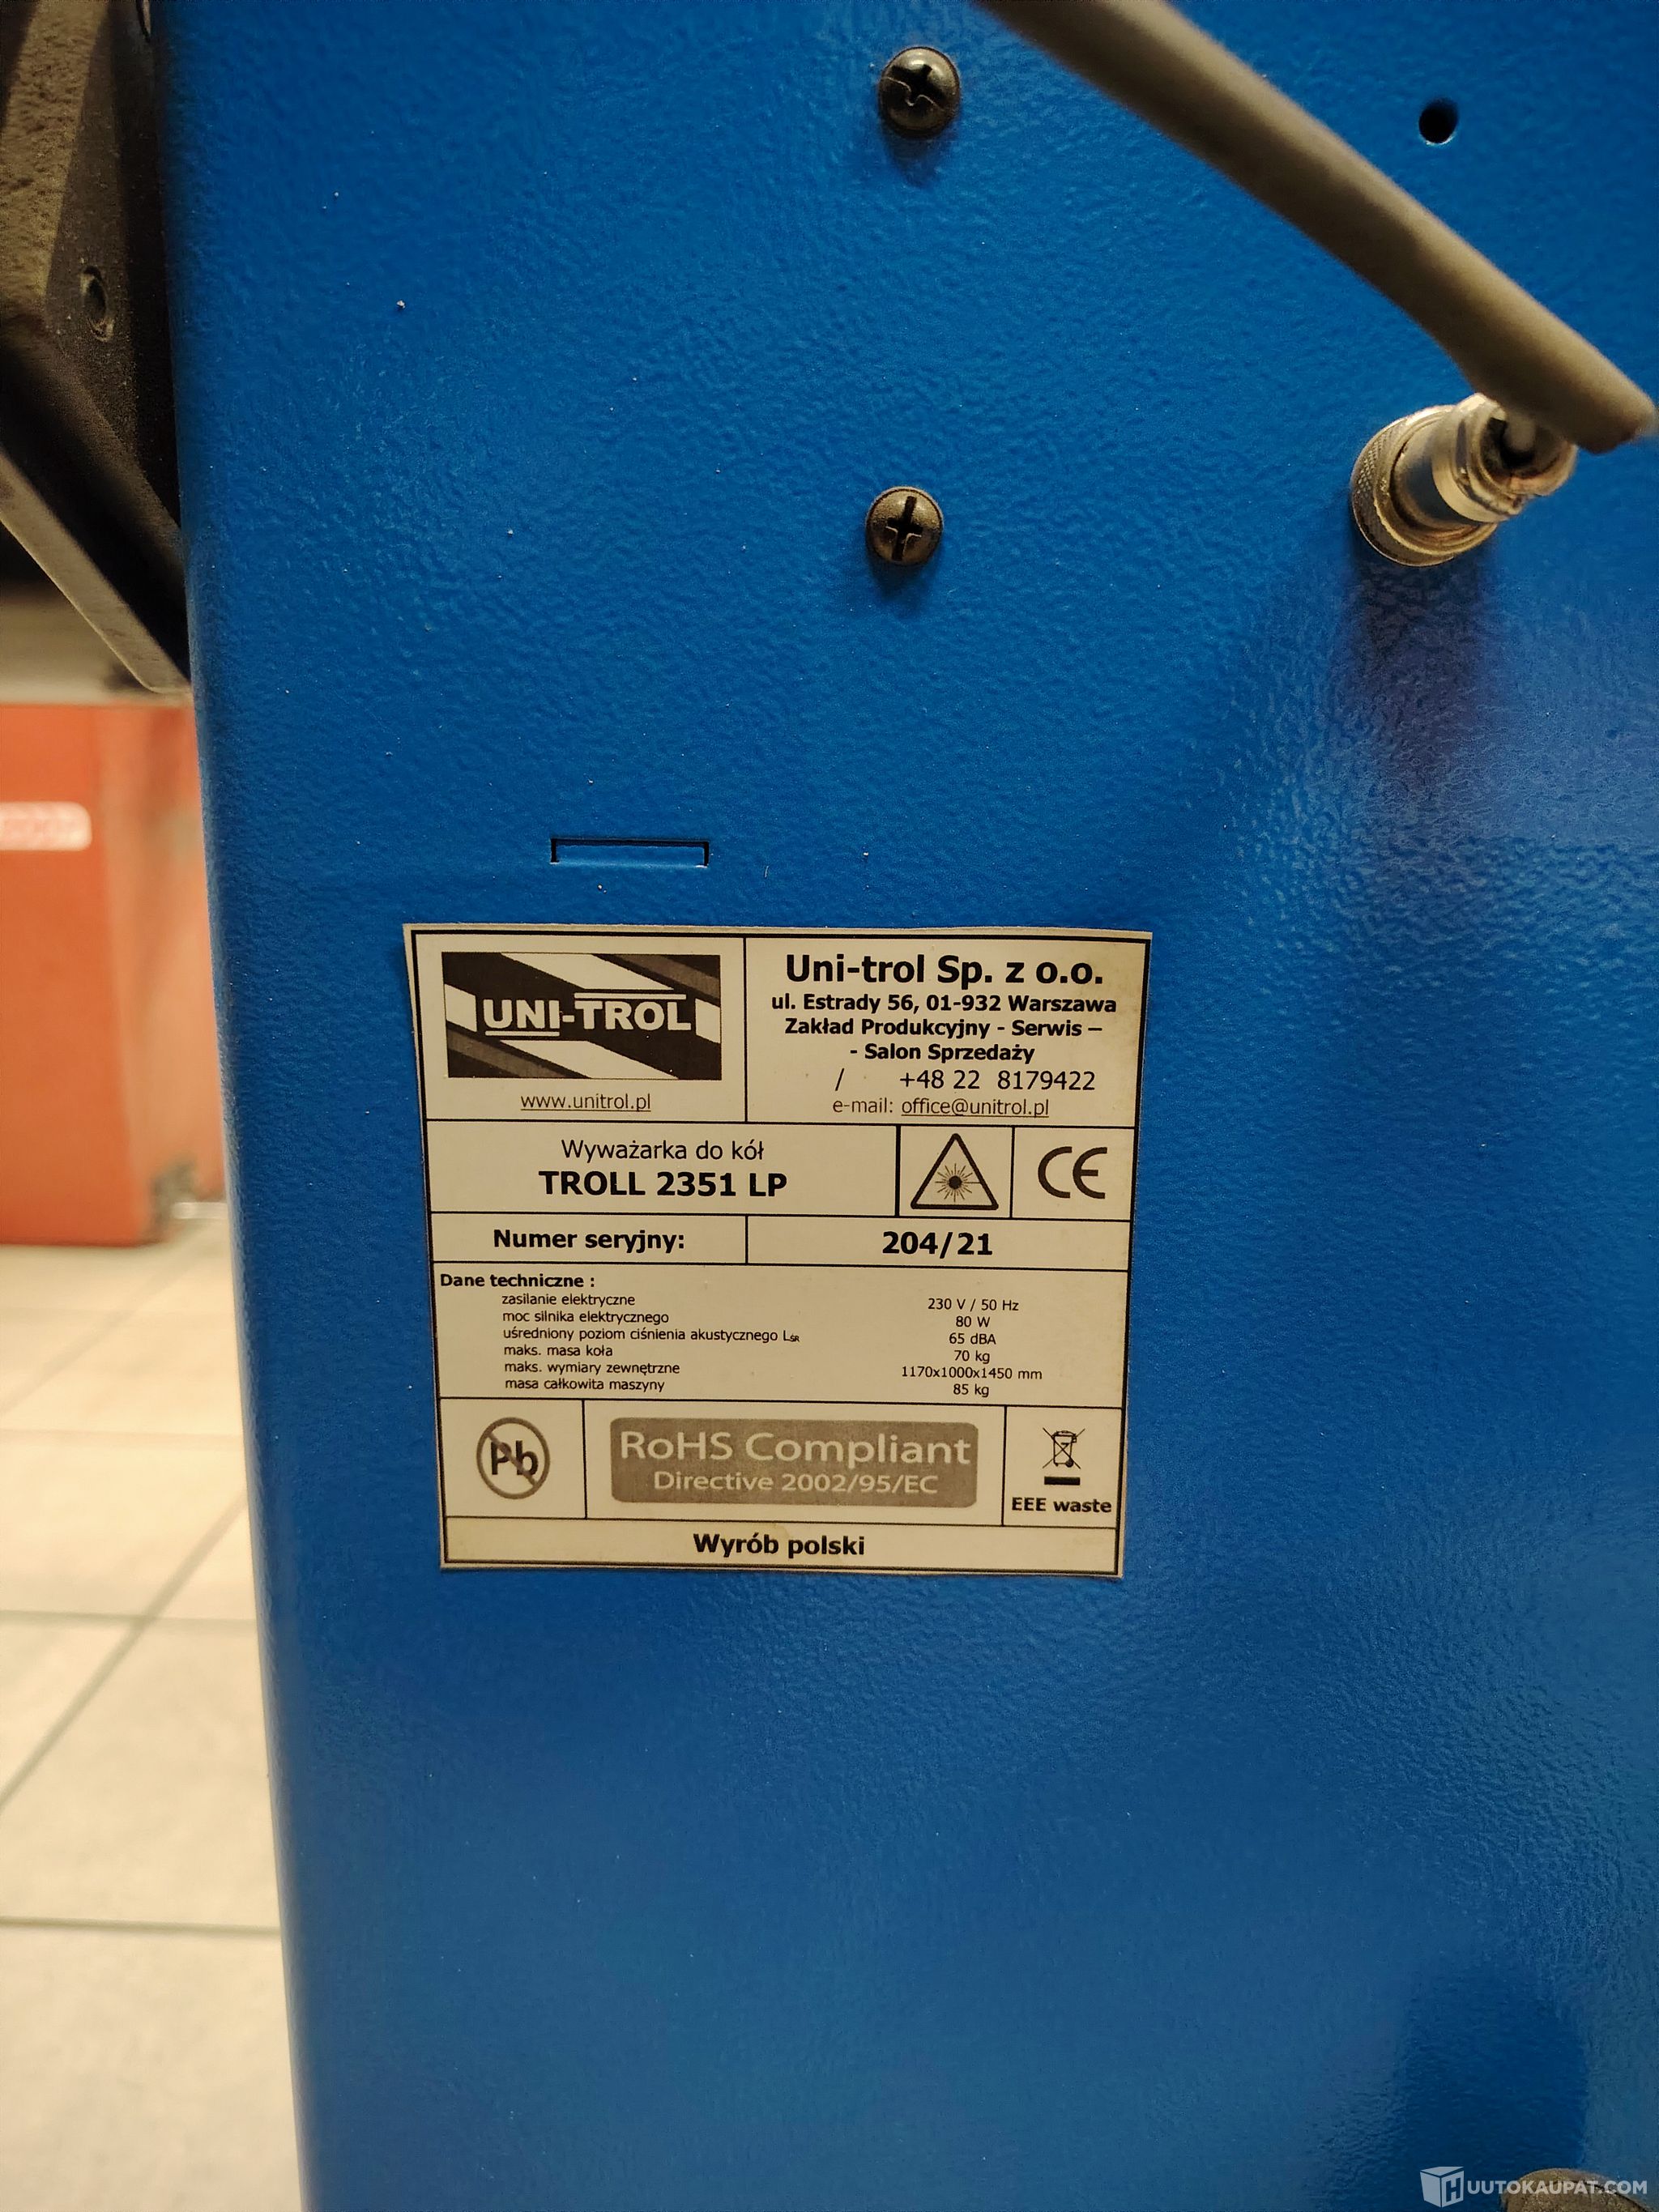 UNI-TROL
www.unitrol.pl
Uni-trol Sp. z o.o.
ul. Estrady 56, 01-932 Warszawa
Zakład Produkcyjny - Serwis –
- Salon Sprzedaży
/ +48 22 8179422
e-mail: office@unitrol.pl
Wyważarka do kół
TROLL 2351 LP
CE
Numer seryjny: 204/21
Dane techniczne :
zasilanie elektryczne 230 V / 50 Hz
moc silnika elektrycznego 80 W
uśredniony poziom ciśnienia akustycznego LŚR 65 dBA
maks. masa koła 70 kg
maks. wymiary zewnętrzne 1170x1000x1450 mm
masa całkowita maszyny 85 kg
Pb
RoHS Compliant
Directive 2002/95/EC
EEE waste
Wyrób polski
HUUTOKAUPAT.COM